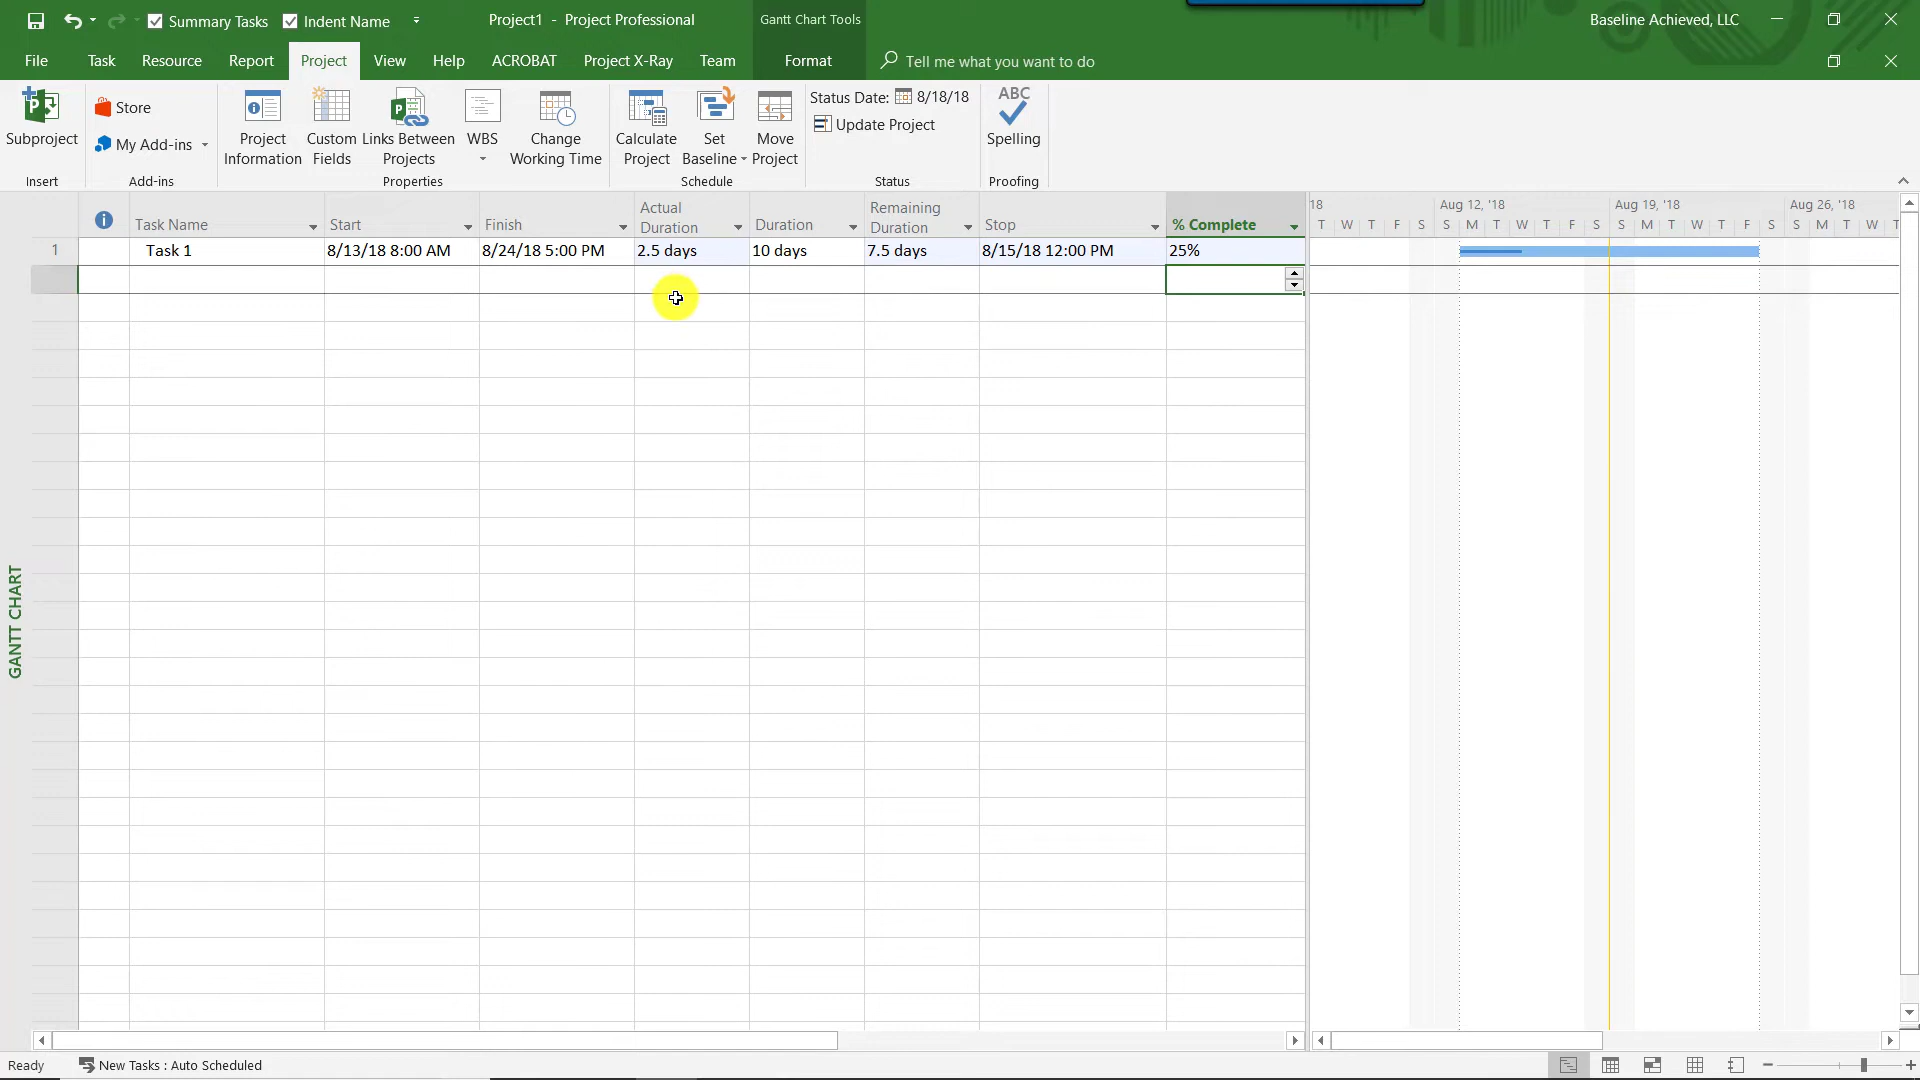 Summary Tasks Indent Name Project1 - Project Professional Gantt Chart Tools Baseline Achieved, LLC
File Task Resource Report Project View Help ACROBAT Project X-Ray Team Format Tell me what you want to do
Subproject
Insert
Store
My Add-ins
Add-ins
Project
Information
Custom
Fields
Links Between
Projects
WBS
Change
Working Time
Properties
Calculate
Project
Set
Baseline
Move
Project
Schedule
Status Date: 8/18/18
Update Project
Status
ABC
Spelling
Proofing
Task Name Start Finish Actual Duration Duration Remaining Duration Stop % Complete
18 Aug 12, '18 Aug 19, '18 Aug 26, '18
T W T F S S M T W T F S S M T W T F S S M T W T
1 Task 1 8/13/18 8:00 AM 8/24/18 5:00 PM 2.5 days 10 days 7.5 days 8/15/18 12:00 PM 25%
GANTT CHART
Ready New Tasks : Auto Scheduled